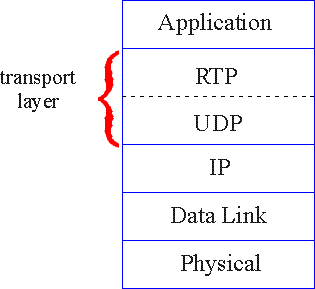 Application
transport
layer
RTP
UDP
IP
Data Link
Physical